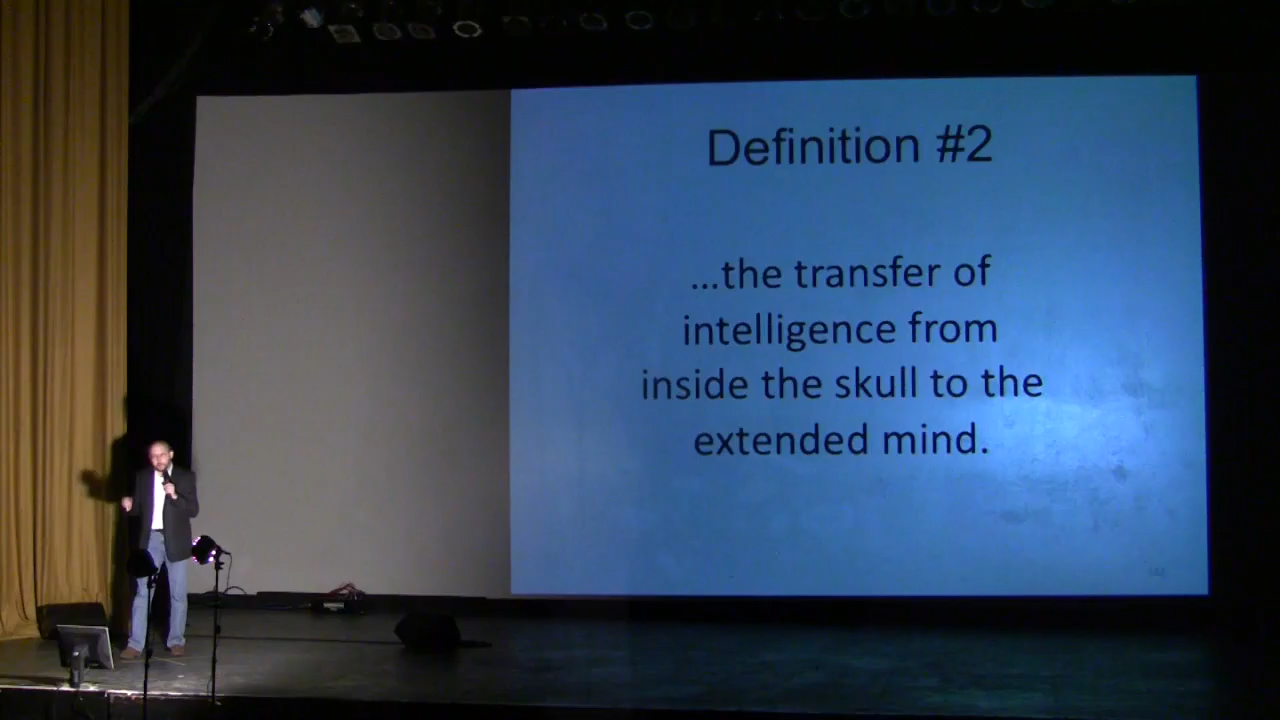 Definition #2
...the transfer of
intelligence from
inside the skull to the
extended mind.